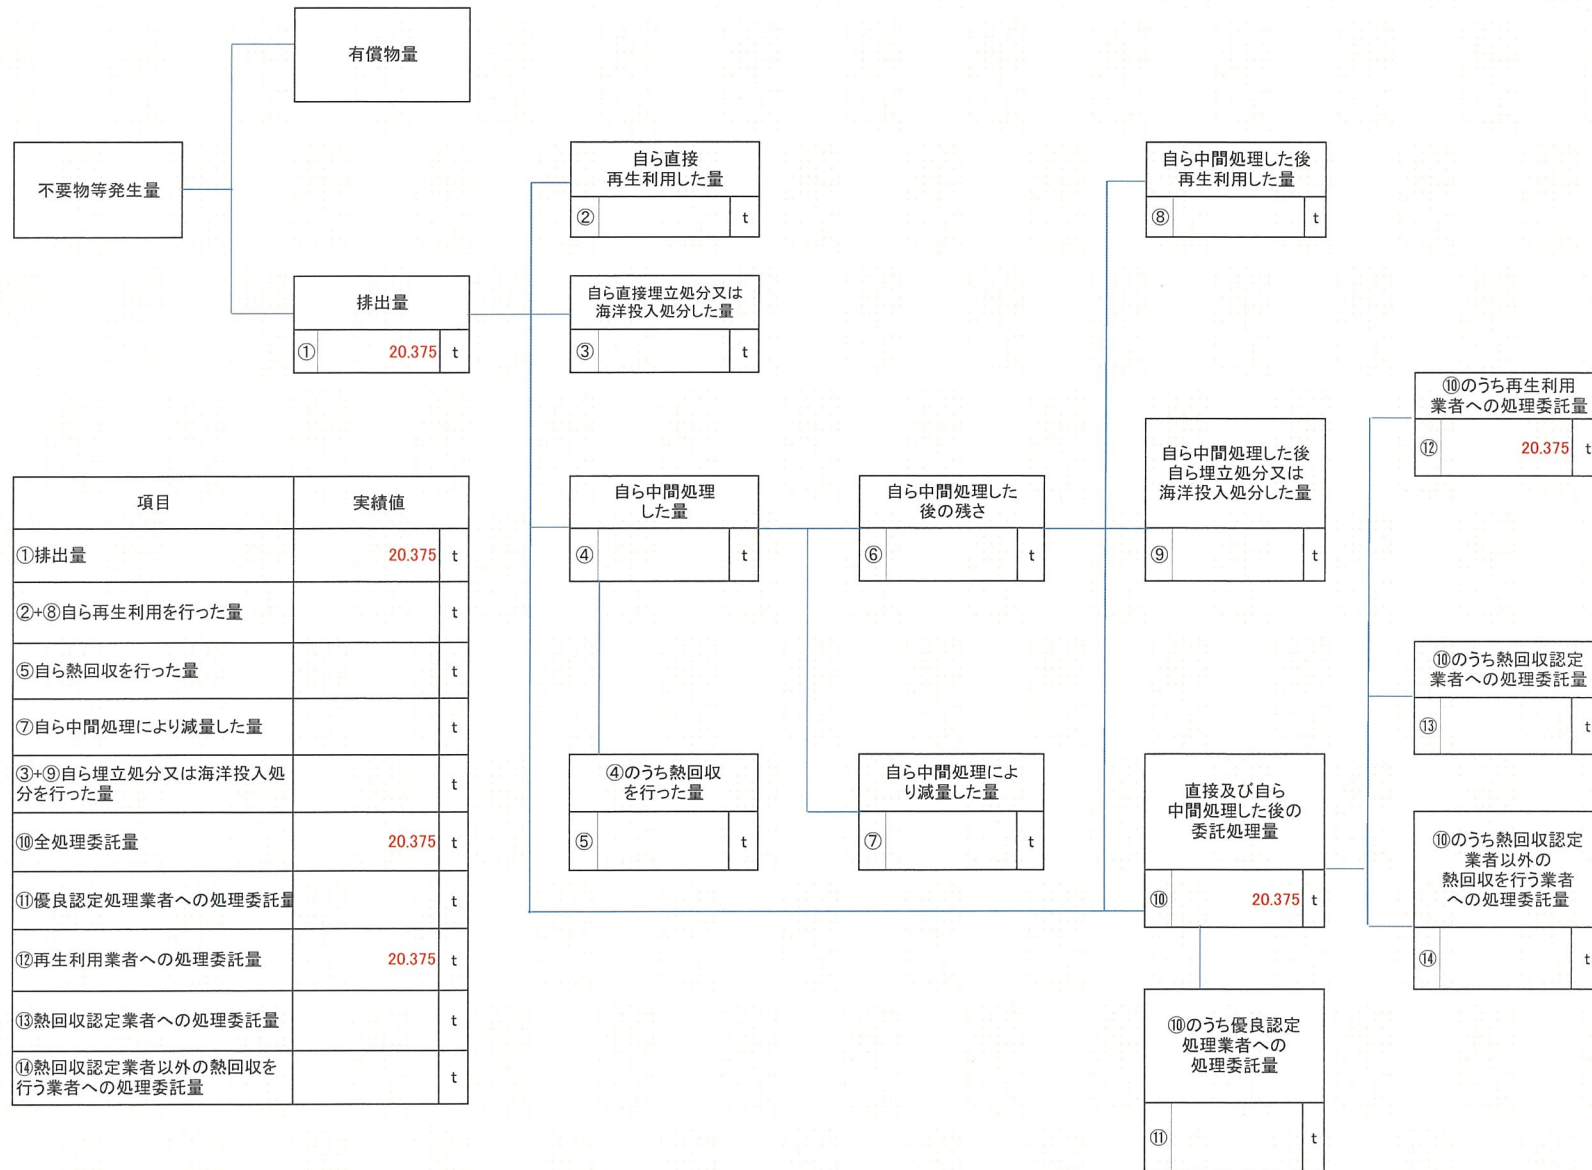 有償物量
不要物等発生量
排出量
① 20.375 t
自ら直接
再生利用した量
② t
自ら直接埋立処分又は
海洋投入処分した量
③ t
自ら中間処理
した量
④ t
④のうち熱回収
を行った量
⑤ t
自ら中間処理した
後の残さ
⑥ t
自ら中間処理によ
り減量した量
⑦ t
自ら中間処理した後
再生利用した量
⑧ t
自ら中間処理した後
自ら埋立処分又は
海洋投入処分した量
⑨ t
直接及び自ら
中間処理した後の
委託処理量
⑩ 20.375 t
⑩のうち優良認定
処理業者への
処理委託量
⑪ t
⑩のうち再生利用
業者への処理委託量
⑫ 20.375 t
⑩のうち熱回収認定
業者への処理委託量
⑬ t
⑩のうち熱回収認定
業者以外の
熱回収を行う業者
への処理委託量
⑭ t
項目 実績値
①排出量 20.375 t
②+⑧自ら再生利用を行った量 t
⑤自ら熱回収を行った量 t
⑦自ら中間処理により減量した量 t
③+⑨自ら埋立処分又は海洋投入処
分を行った量 t
⑩全処理委託量 20.375 t
⑪優良認定処理業者への処理委託量 t
⑫再生利用業者への処理委託量 20.375 t
⑬熱回収認定業者への処理委託量 t
⑭熱回収認定業者以外の熱回収を
行う業者への処理委託量 t